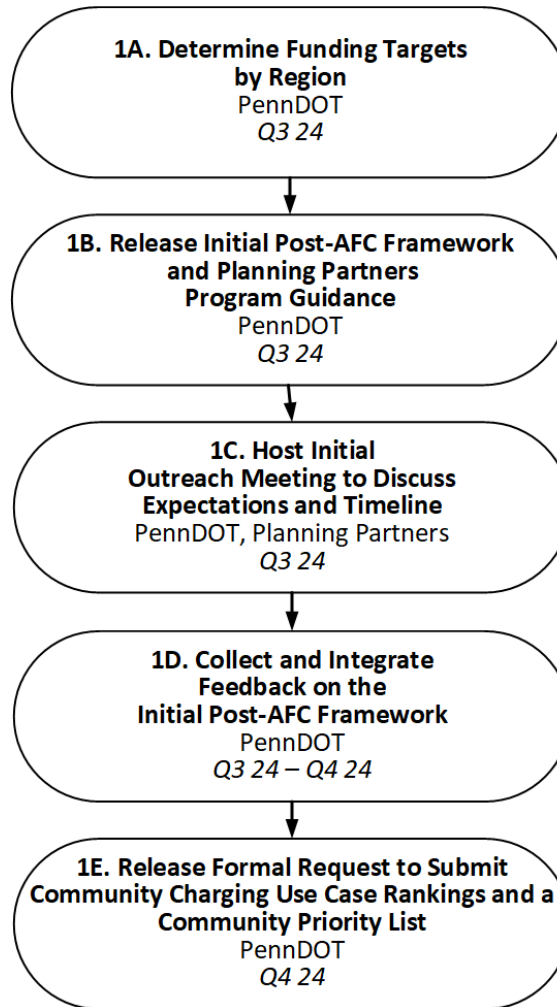 1A. Determine Funding Targets
by Region
PennDOT
Q3 24
1B. Release Initial Post-AFC Framework
and Planning Partners
Program Guidance
PennDOT
Q3 24
1C. Host Initial
Outreach Meeting to Discuss
Expectations and Timeline
PennDOT, Planning Partners
Q3 24
1D. Collect and Integrate
Feedback on the
Initial Post-AFC Framework
PennDOT
Q3 24 – Q4 24
1E. Release Formal Request to Submit
Community Charging Use Case Rankings and a
Community Priority List
PennDOT
Q4 24